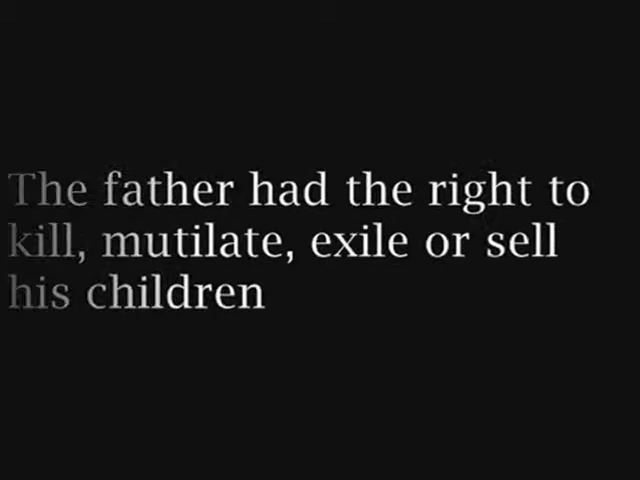 The father had the right to
kill, mutilate, exile or sell
his children